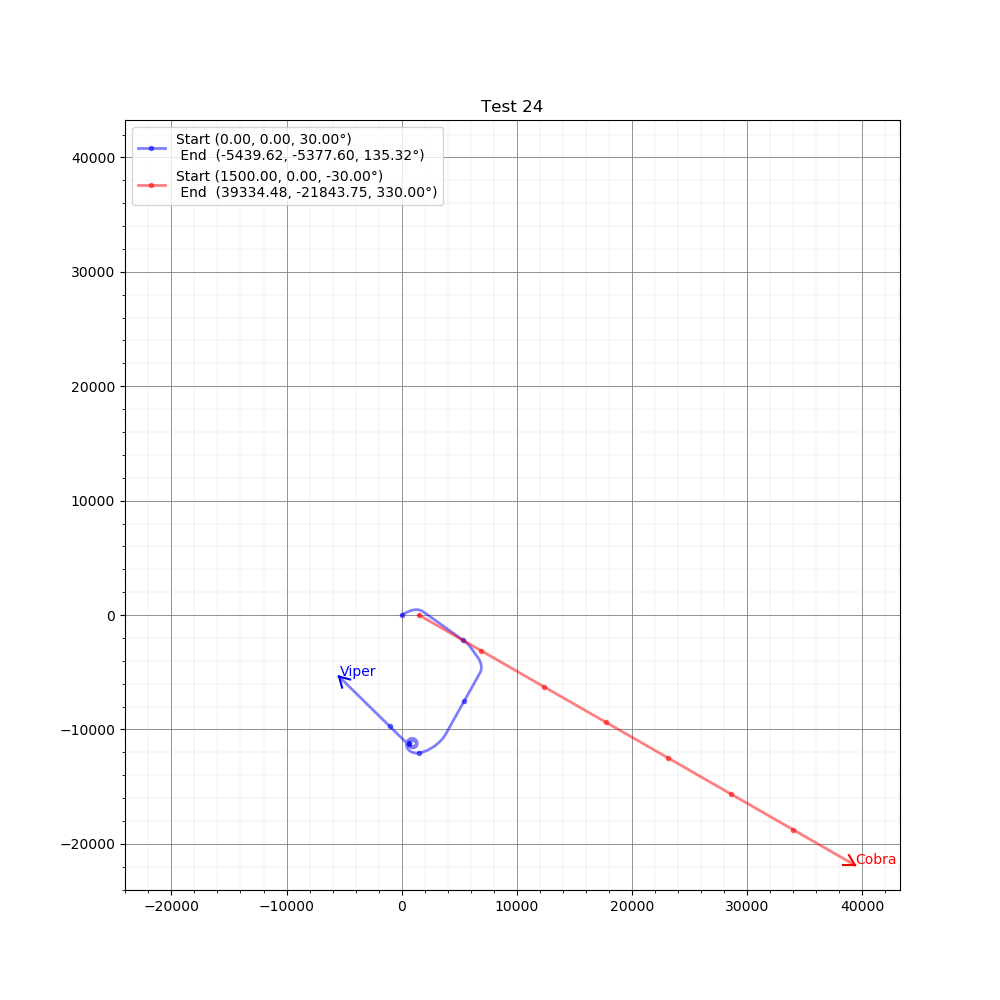 Test 24
Start (0.00, 0.00, 30.00°)
End (-5439.62, -5377.60, 135.32°)
Start (1500.00, 0.00, -30.00°)
End (39334.48, -21843.75, 330.00°)
40000
30000
20000
10000
0
−10000
−20000
Viper
Cobra
−20000 −10000 0 10000 20000 30000 40000